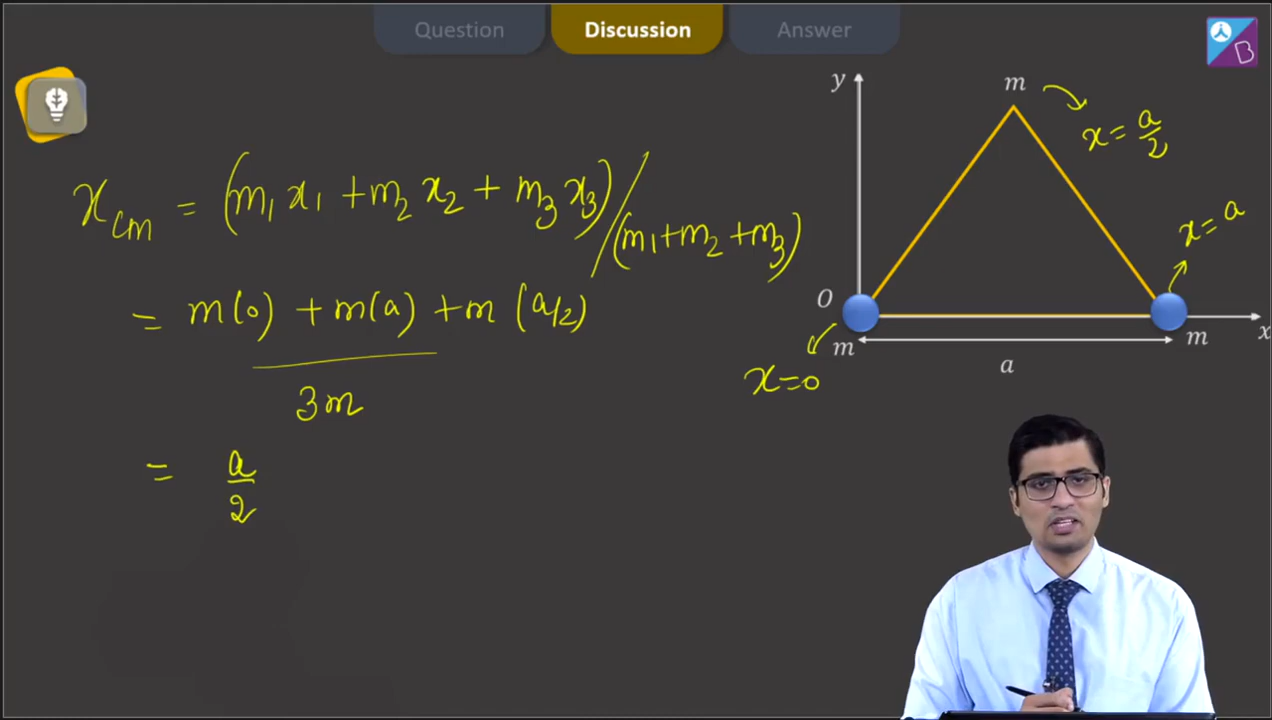 Question
Discussion
Answer
B
y
m
x = a/2
x_cm = (m₁x₁ + m₂x₂ + m₃x₃) / (m₁+m₂+m₃)
x = a
= m(0) + m(a) + m(a/2)
3m
O
m
m
x
a
x=0
= a/2